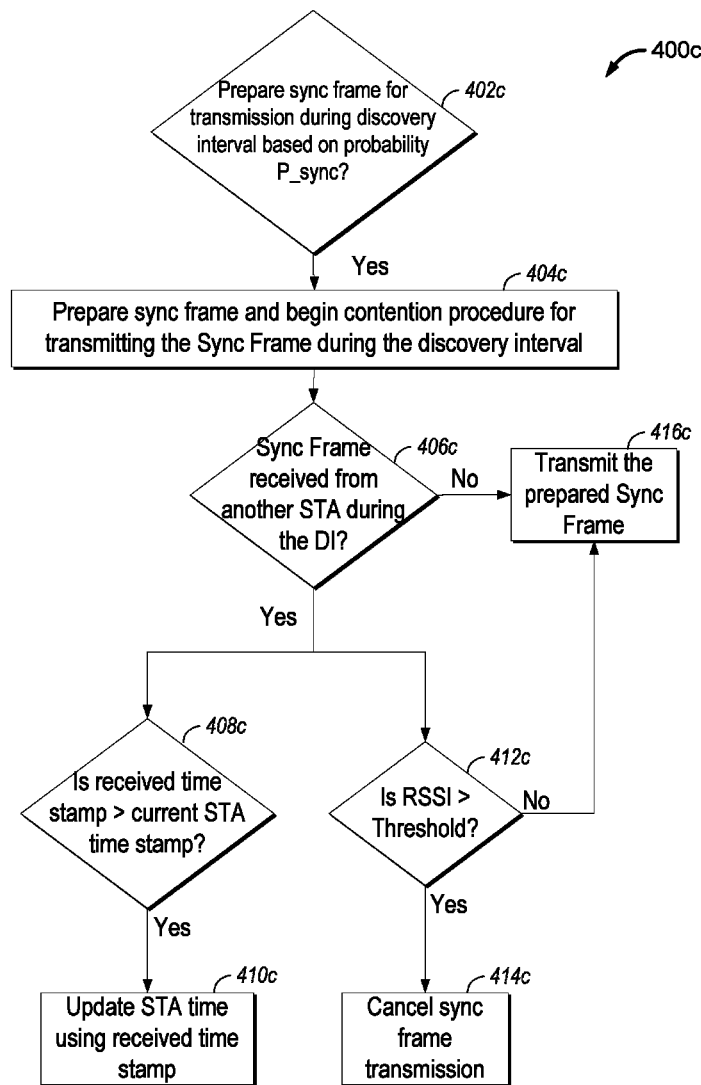 400c
402c
Prepare sync frame for
transmission during discovery
interval based on probability
P_sync?
Yes
404c
Prepare sync frame and begin contention procedure for
transmitting the Sync Frame during the discovery interval
406c
Sync Frame
received from
another STA during
the DI?
No
416c
Transmit the
prepared Sync
Frame
Yes
408c
Is received time
stamp > current STA
time stamp?
412c
Is RSSI >
Threshold?
No
Yes
Yes
410c
Update STA time
using received time
stamp
414c
Cancel sync
frame
transmission